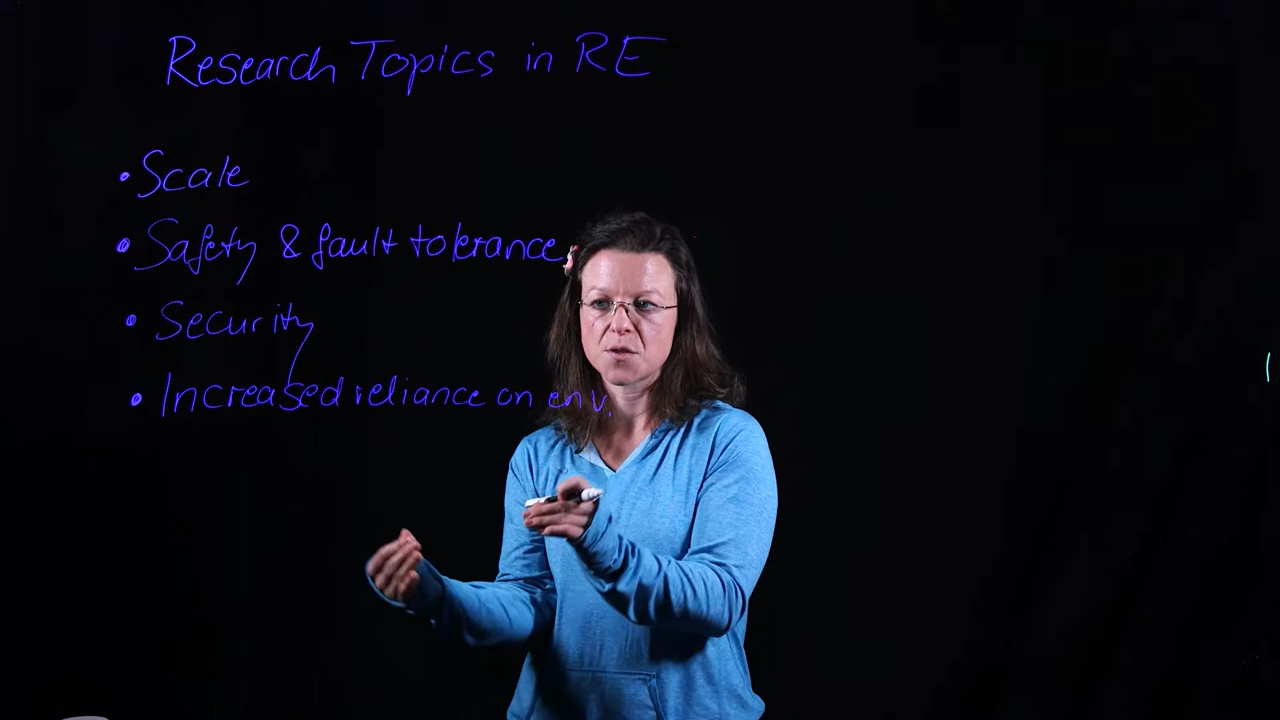 Research Topics in RE
• Scale
• Safety & fault tolerance
• Security
• Increased reliance on env.